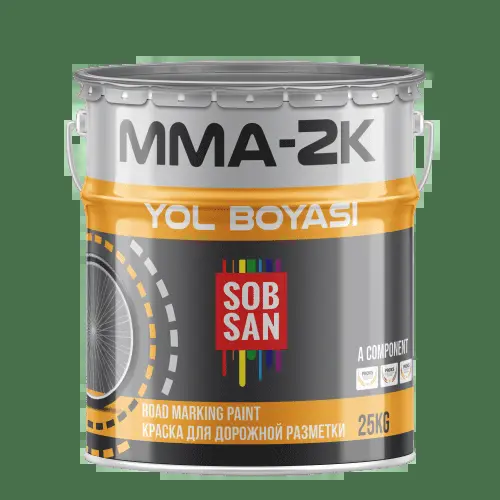 MMA-2K
YOL BOYASI
SOB
SAN
A COMPONENT
ROAD MARKING PAINT
КРАСКА ДЛЯ ДОРОЖНОЙ РАЗМЕТКИ
25KG